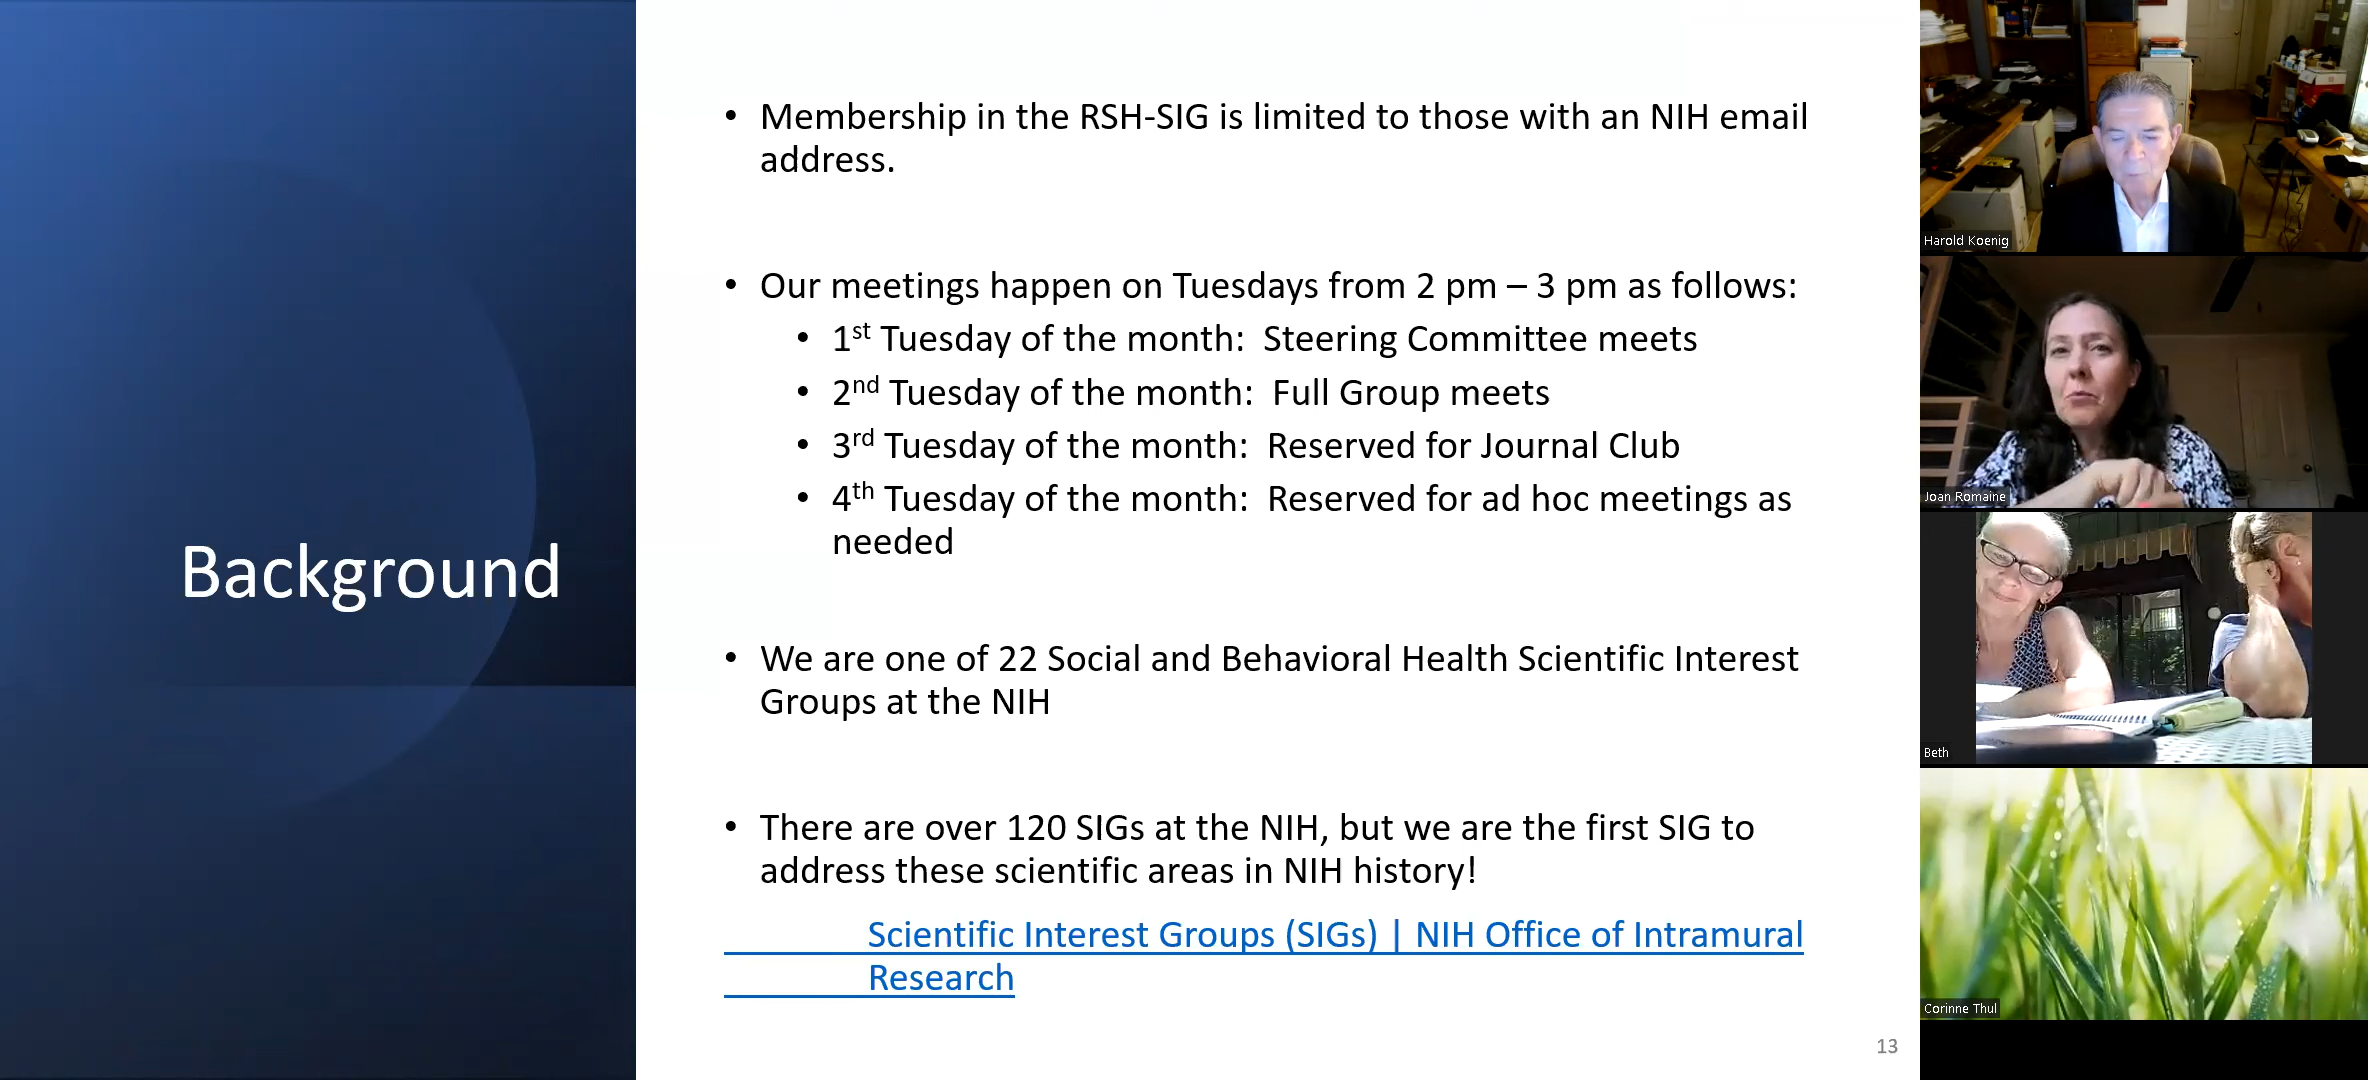 Background
• Membership in the RSH-SIG is limited to those with an NIH email
address.
• Our meetings happen on Tuesdays from 2 pm – 3 pm as follows:
• 1st Tuesday of the month:  Steering Committee meets
• 2nd Tuesday of the month:  Full Group meets
• 3rd Tuesday of the month:  Reserved for Journal Club
• 4th Tuesday of the month:  Reserved for ad hoc meetings as
needed
• We are one of 22 Social and Behavioral Health Scientific Interest
Groups at the NIH
• There are over 120 SIGs at the NIH, but we are the first SIG to
address these scientific areas in NIH history!
Scientific Interest Groups (SIGs) | NIH Office of Intramural
Research
13
Harold Koenig
Joan Romaine
Beth
Corinne Thul